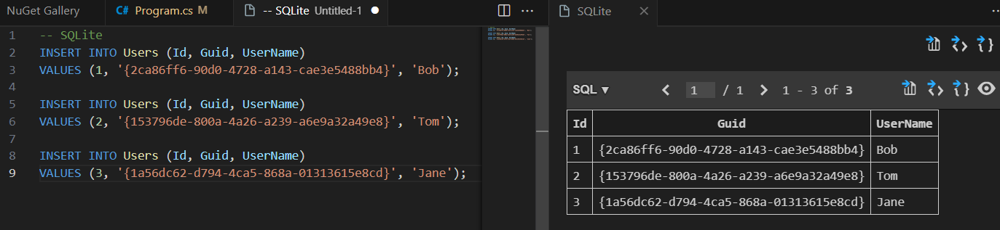 NuGet Gallery
C# Program.cs M
-- SQLite Untitled-1
SQLite
1 -- SQLite
2 INSERT INTO Users (Id, Guid, UserName)
3 VALUES (1, '{2ca86ff6-90d0-4728-a143-cae3e5488bb4}', 'Bob');
4
5 INSERT INTO Users (Id, Guid, UserName)
6 VALUES (2, '{153796de-800a-4a26-a239-a6e9a32a49e8}', 'Tom');
7
8 INSERT INTO Users (Id, Guid, UserName)
9 VALUES (3, '{1a56dc62-d794-4ca5-868a-01313615e8cd}', 'Jane');
SQL ▼ < 1 / 1 > 1 - 3 of 3
Id Guid UserName
1 {2ca86ff6-90d0-4728-a143-cae3e5488bb4} Bob
2 {153796de-800a-4a26-a239-a6e9a32a49e8} Tom
3 {1a56dc62-d794-4ca5-868a-01313615e8cd} Jane